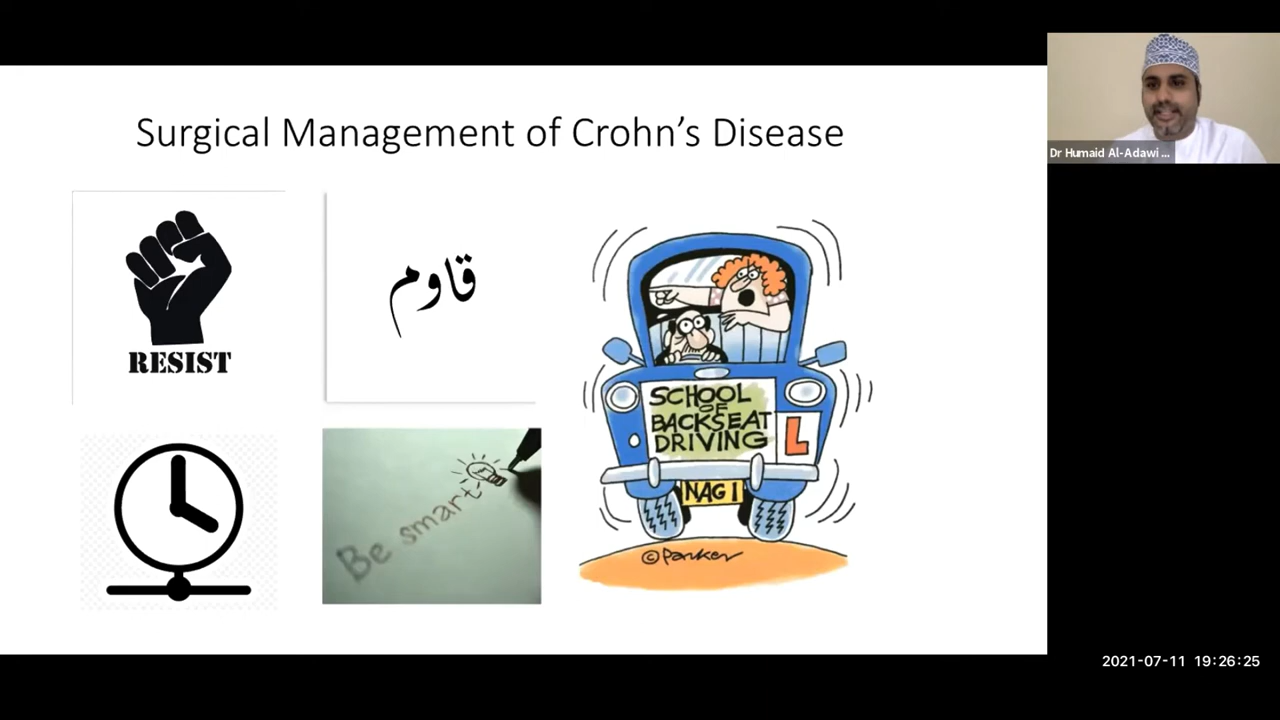 Surgical Management of Crohn's Disease
Dr Humaid Al-Adawi ...
RESIST
قاوم
SCHOOL
OF
BACKSEAT
DRIVING
L
NAG 1
Be smart
©Parker
2021-07-11 19:26:25